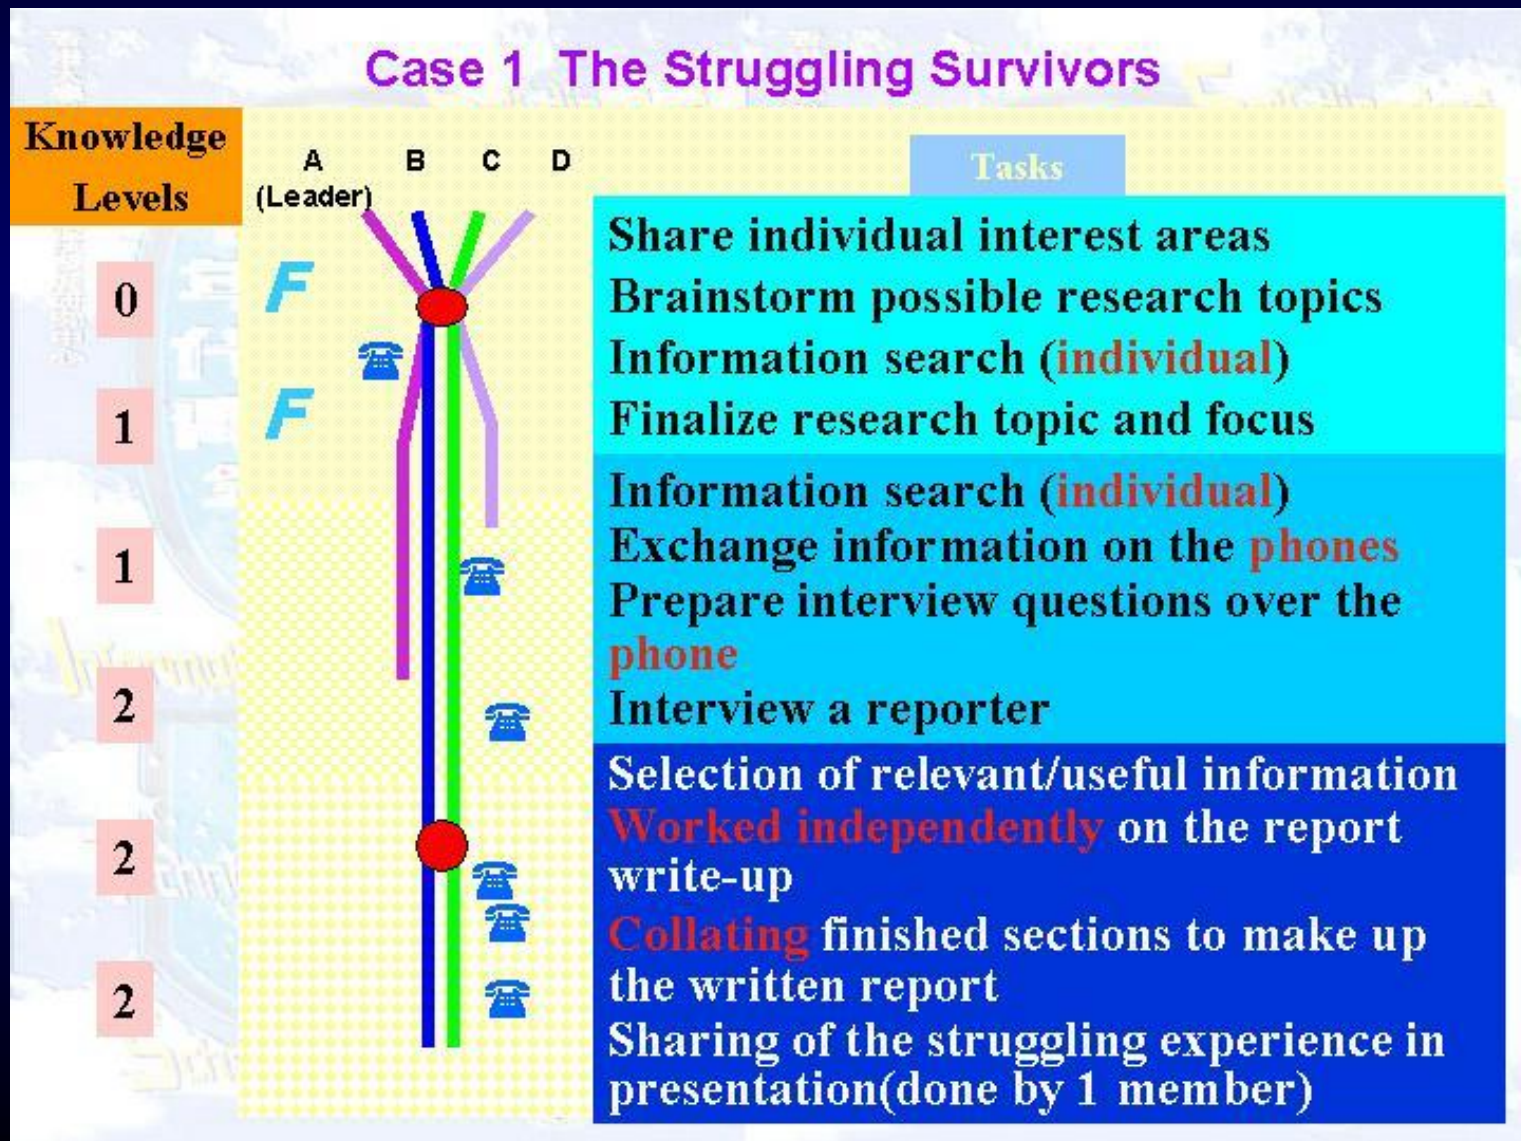 Case 1 The Struggling Survivors
Knowledge
Levels
A
(Leader)
B
C
D
Tasks
0
F
1
F
1
2
2
2
Share individual interest areas
Brainstorm possible research topics
Information search (individual)
Finalize research topic and focus
Information search (individual)
Exchange information on the phones
Prepare interview questions over the
phone
Interview a reporter
Selection of relevant/useful information
Worked independently on the report
write-up
Collating finished sections to make up
the written report
Sharing of the struggling experience in
presentation(done by 1 member)